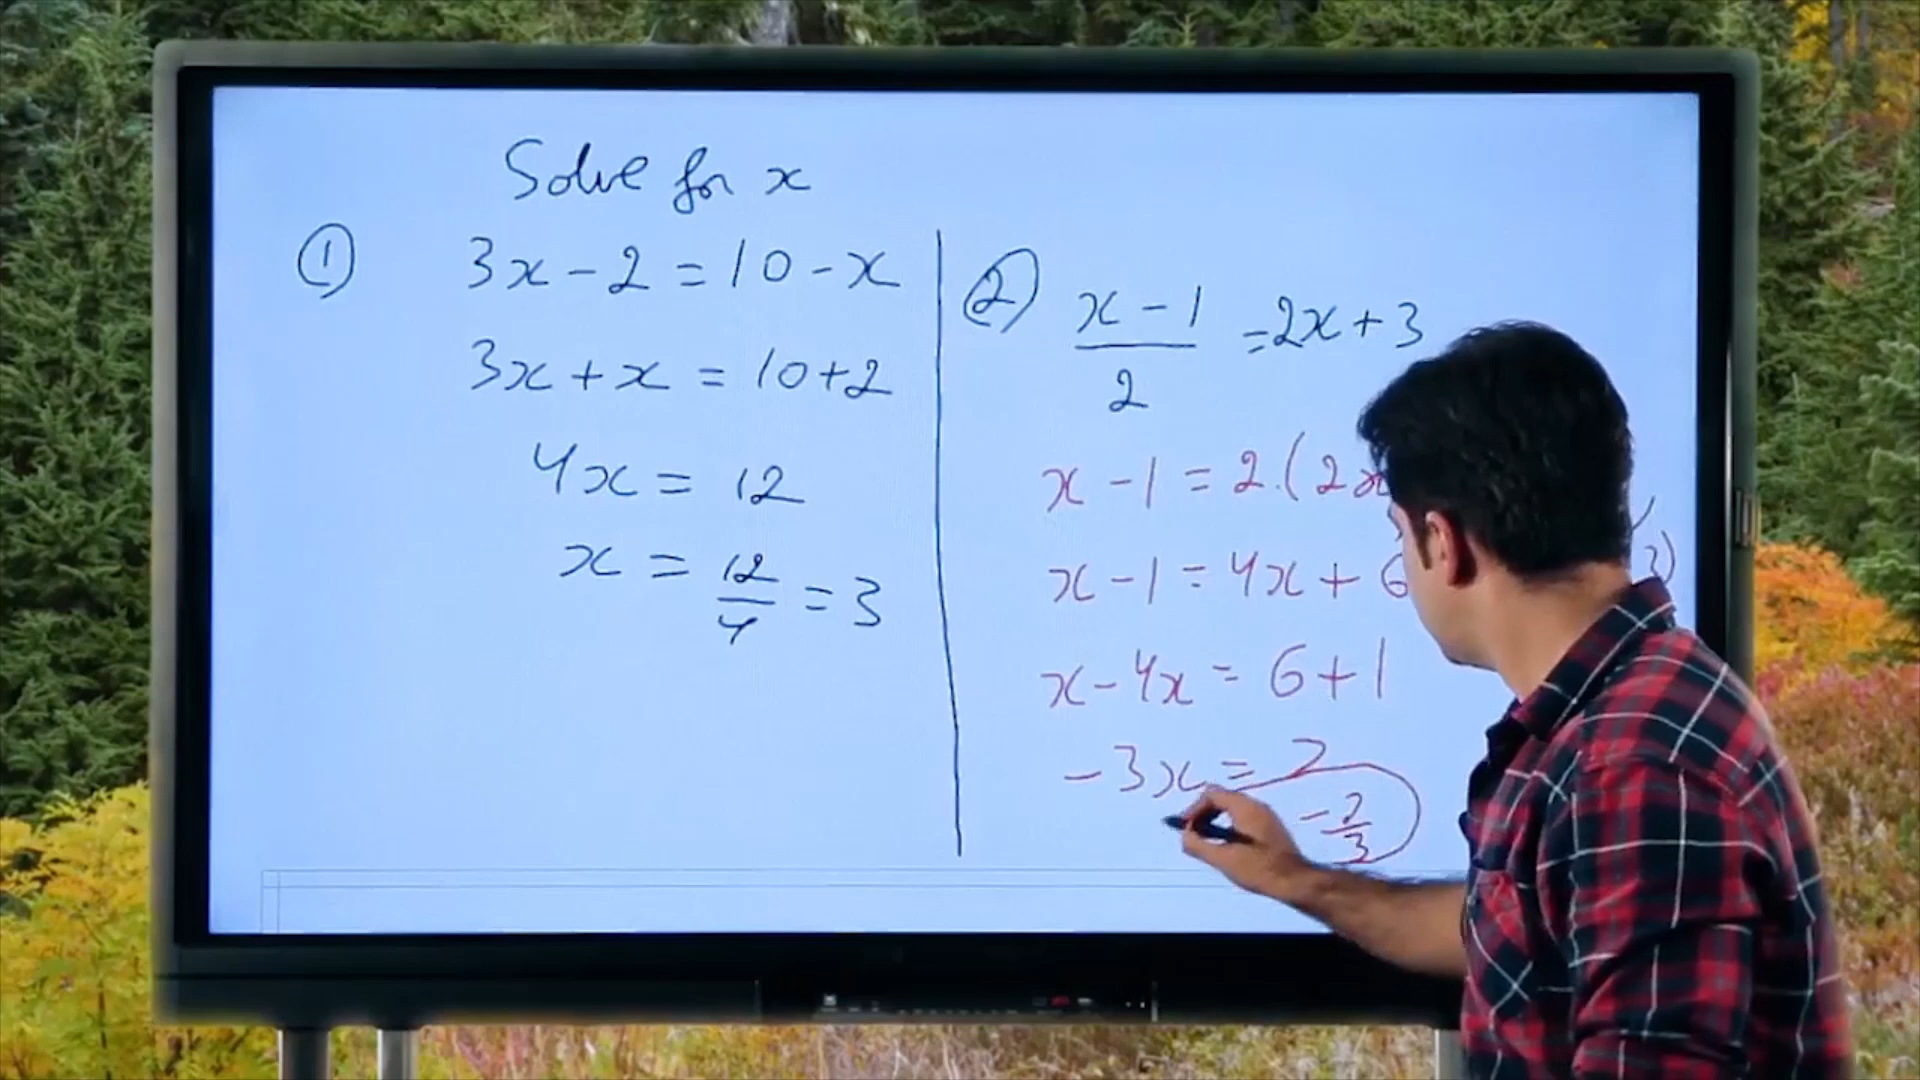 Solve for x
① 3x - 2 = 10 - x
3x + x = 10 + 2
4x = 12
x = 12/4 = 3
② x - 1 / 2 = 2x + 3
x - 1 = 2.(2x
3)
x - 1 = 4x + 6
x - 4x = 6 + 1
- 3x = 7
- 7/3